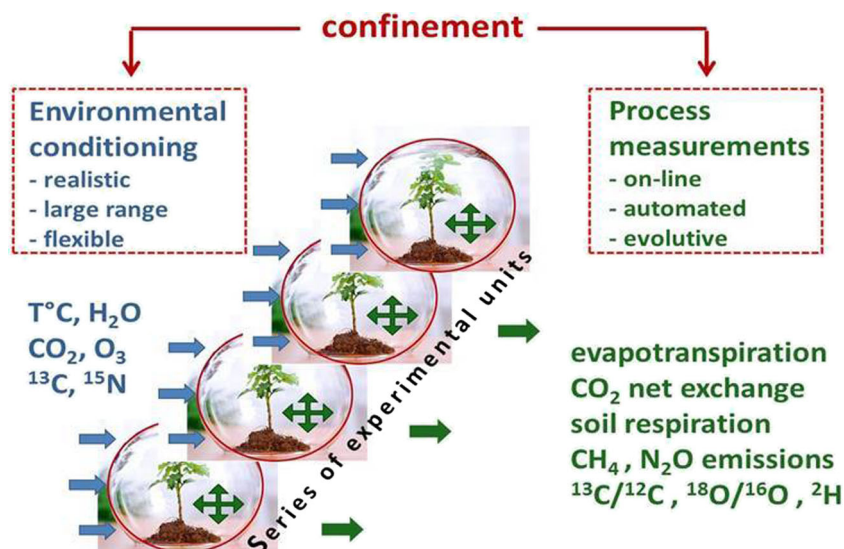 confinement
Environmental
conditioning
- realistic
- large range
- flexible
Process
measurements
- on-line
- automated
- evolutive
T°C, H₂O
CO₂, O₃
¹³C, ¹⁵N
Series of experimental units
evapotranspiration
CO₂ net exchange
soil respiration
CH₄ , N₂O emissions
¹³C/¹²C , ¹⁸O/¹⁶O , ²H